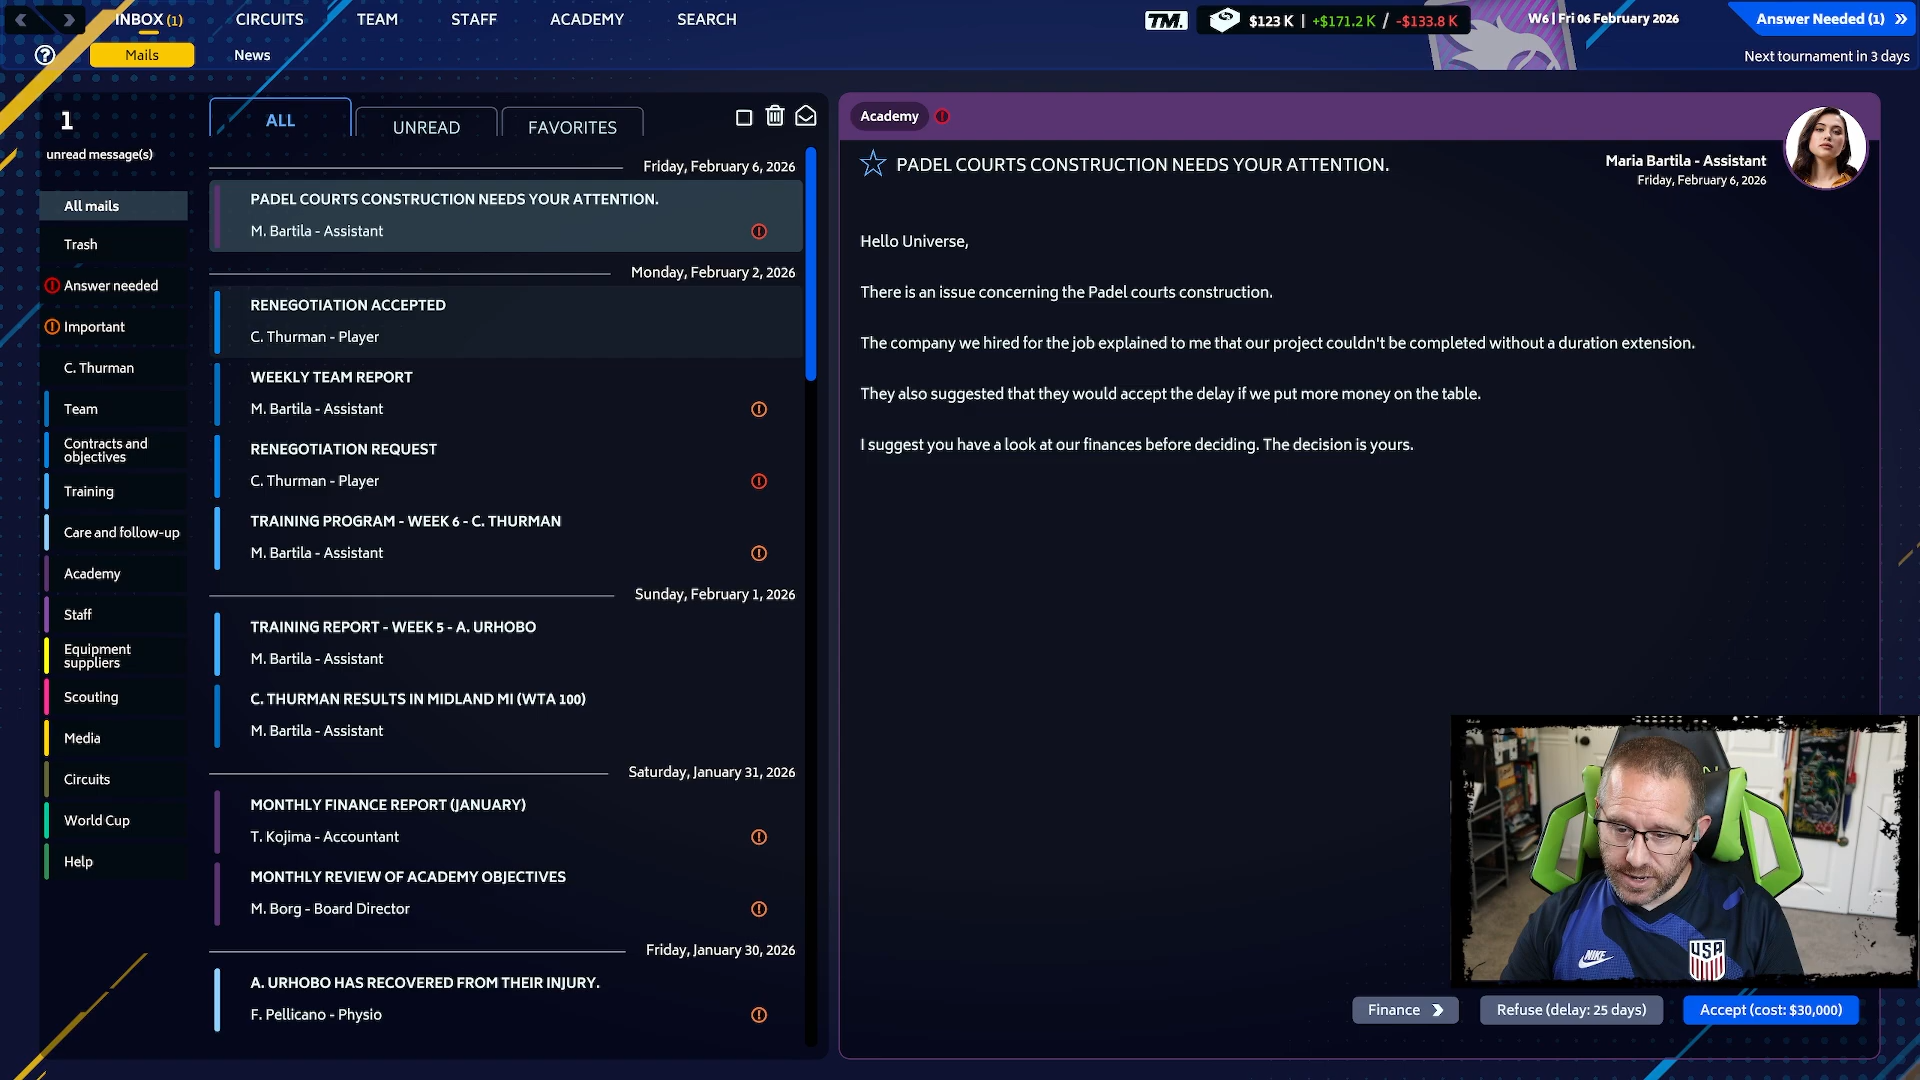 INBOX (1)
CIRCUITS
TEAM
STAFF
ACADEMY
SEARCH
TM.
$123 K | +$171.2 K / -$133.8 K
W6 | Fri 06 February 2026
Answer Needed (1)
Mails
News
Next tournament in 3 days
1
unread message(s)
All mails
Trash
Answer needed
Important
C. Thurman
Team
Contracts and
objectives
Training
Care and follow-up
Academy
Staff
Equipment
suppliers
Scouting
Media
Circuits
World Cup
Help
ALL
UNREAD
FAVORITES
Friday, February 6, 2026
PADEL COURTS CONSTRUCTION NEEDS YOUR ATTENTION.
M. Bartila - Assistant
Monday, February 2, 2026
RENEGOTIATION ACCEPTED
C. Thurman - Player
WEEKLY TEAM REPORT
M. Bartila - Assistant
RENEGOTIATION REQUEST
C. Thurman - Player
TRAINING PROGRAM - WEEK 6 - C. THURMAN
M. Bartila - Assistant
Sunday, February 1, 2026
TRAINING REPORT - WEEK 5 - A. URHOBO
M. Bartila - Assistant
C. THURMAN RESULTS IN MIDLAND MI (WTA 100)
M. Bartila - Assistant
Saturday, January 31, 2026
MONTHLY FINANCE REPORT (JANUARY)
T. Kojima - Accountant
MONTHLY REVIEW OF ACADEMY OBJECTIVES
M. Borg - Board Director
Friday, January 30, 2026
A. URHOBO HAS RECOVERED FROM THEIR INJURY.
F. Pellicano - Physio
Academy
PADEL COURTS CONSTRUCTION NEEDS YOUR ATTENTION.
Maria Bartila - Assistant
Friday, February 6, 2026
Hello Universe,
There is an issue concerning the Padel courts construction.
The company we hired for the job explained to me that our project couldn't be completed without a duration extension.
They also suggested that they would accept the delay if we put more money on the table.
I suggest you have a look at our finances before deciding. The decision is yours.
NIKE
USA
Finance
Refuse (delay: 25 days)
Accept (cost: $30,000)